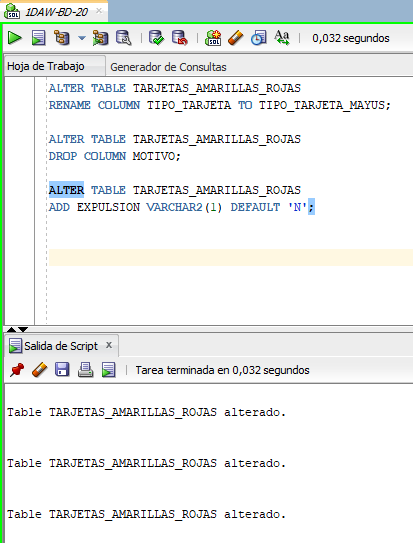 1DAW-BD-20
SQL
0,032 segundos
Hoja de Trabajo Generador de Consultas
ALTER TABLE TARJETAS_AMARILLAS_ROJAS
RENAME COLUMN TIPO_TARJETA TO TIPO_TARJETA_MAYUS;
ALTER TABLE TARJETAS_AMARILLAS_ROJAS
DROP COLUMN MOTIVO;
ALTER TABLE TARJETAS_AMARILLAS_ROJAS
ADD EXPULSION VARCHAR2(1) DEFAULT 'N';
Salida de Script x
Tarea terminada en 0,032 segundos
Table TARJETAS_AMARILLAS_ROJAS alterado.
Table TARJETAS_AMARILLAS_ROJAS alterado.
Table TARJETAS_AMARILLAS_ROJAS alterado.